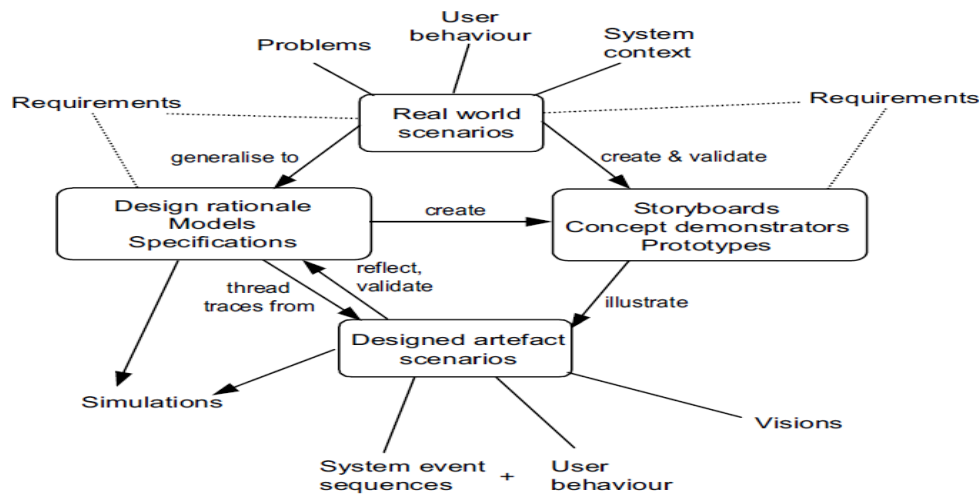 User
behaviour
Problems
System
context
Requirements
Requirements
Real world
scenarios
generalise to
create & validate
Design rationale
Models
Specifications
create
Storyboards
Concept demonstrators
Prototypes
reflect,
validate
thread
traces from
illustrate
Designed artefact
scenarios
Simulations
Visions
System event
sequences
+
User
behaviour